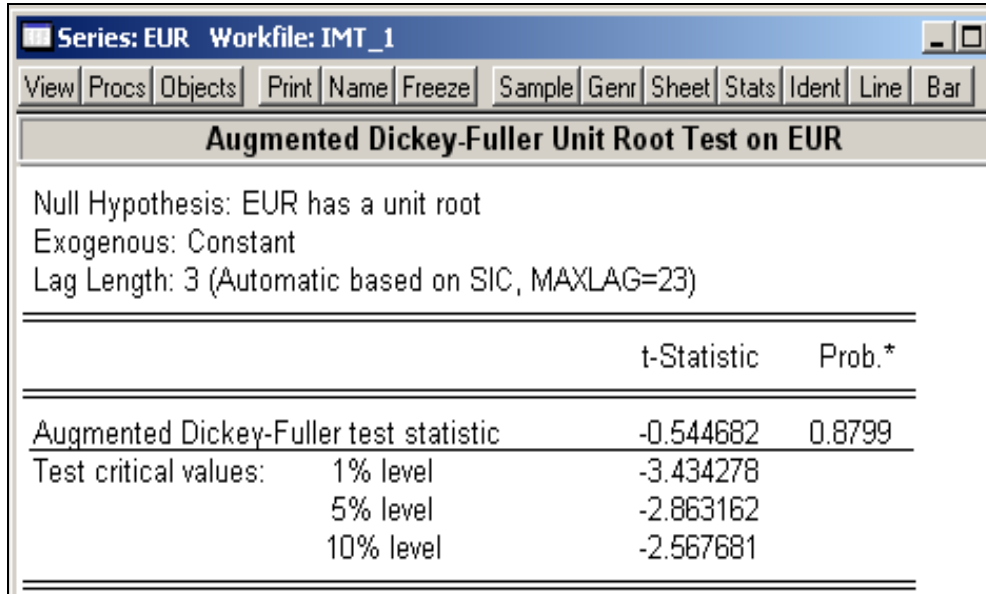 Series: EUR Workfile: IMT_1
View Procs Objects Print Name Freeze Sample Genr Sheet Stats Ident Line Bar
Augmented Dickey-Fuller Unit Root Test on EUR
Null Hypothesis: EUR has a unit root
Exogenous: Constant
Lag Length: 3 (Automatic based on SIC, MAXLAG=23)
t-Statistic Prob.*
Augmented Dickey-Fuller test statistic -0.544682 0.8799
Test critical values: 1% level -3.434278
5% level -2.863162
10% level -2.567681